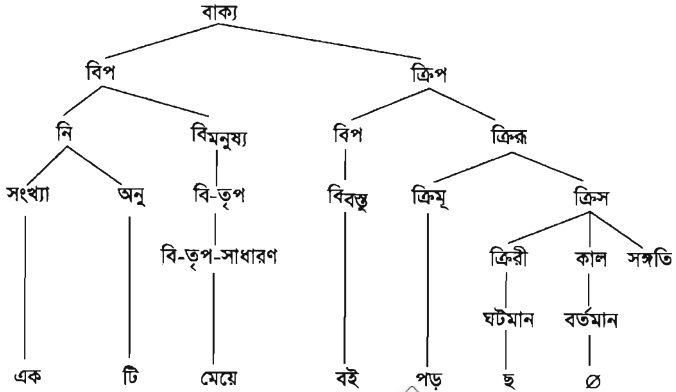 বাক্য
বিপ ক্রিপ
নি বিমনুষ্য বিপ ক্রিরূ
সংখ্যা অনু বি-তৃপ বিবস্তু ক্রিমূ ক্রিস
বি-তৃপ-সাধারণ ক্রিরী কাল সঙ্গতি
ঘটমান বর্তমান
এক টি মেয়ে বই পড় ছ Ø